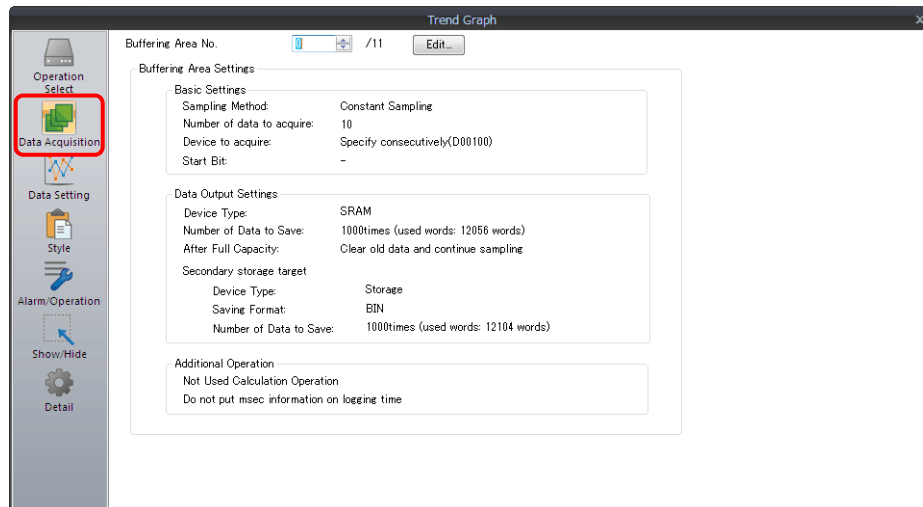 Trend Graph
x
Operation
Select
Data Acquisition
Data Setting
Style
Alarm/Operation
Show/Hide
Detail
Buffering Area No. 0 /11 Edit...
Buffering Area Settings
Basic Settings
Sampling Method: Constant Sampling
Number of data to acquire: 10
Device to acquire: Specify consecutively(D00100)
Start Bit: -
Data Output Settings
Device Type: SRAM
Number of Data to Save: 1000times (used words: 12056 words)
After Full Capacity: Clear old data and continue sampling
Secondary storage target
Device Type: Storage
Saving Format: BIN
Number of Data to Save: 1000times (used words: 12104 words)
Additional Operation
Not Used Calculation Operation
Do not put msec information on logging time